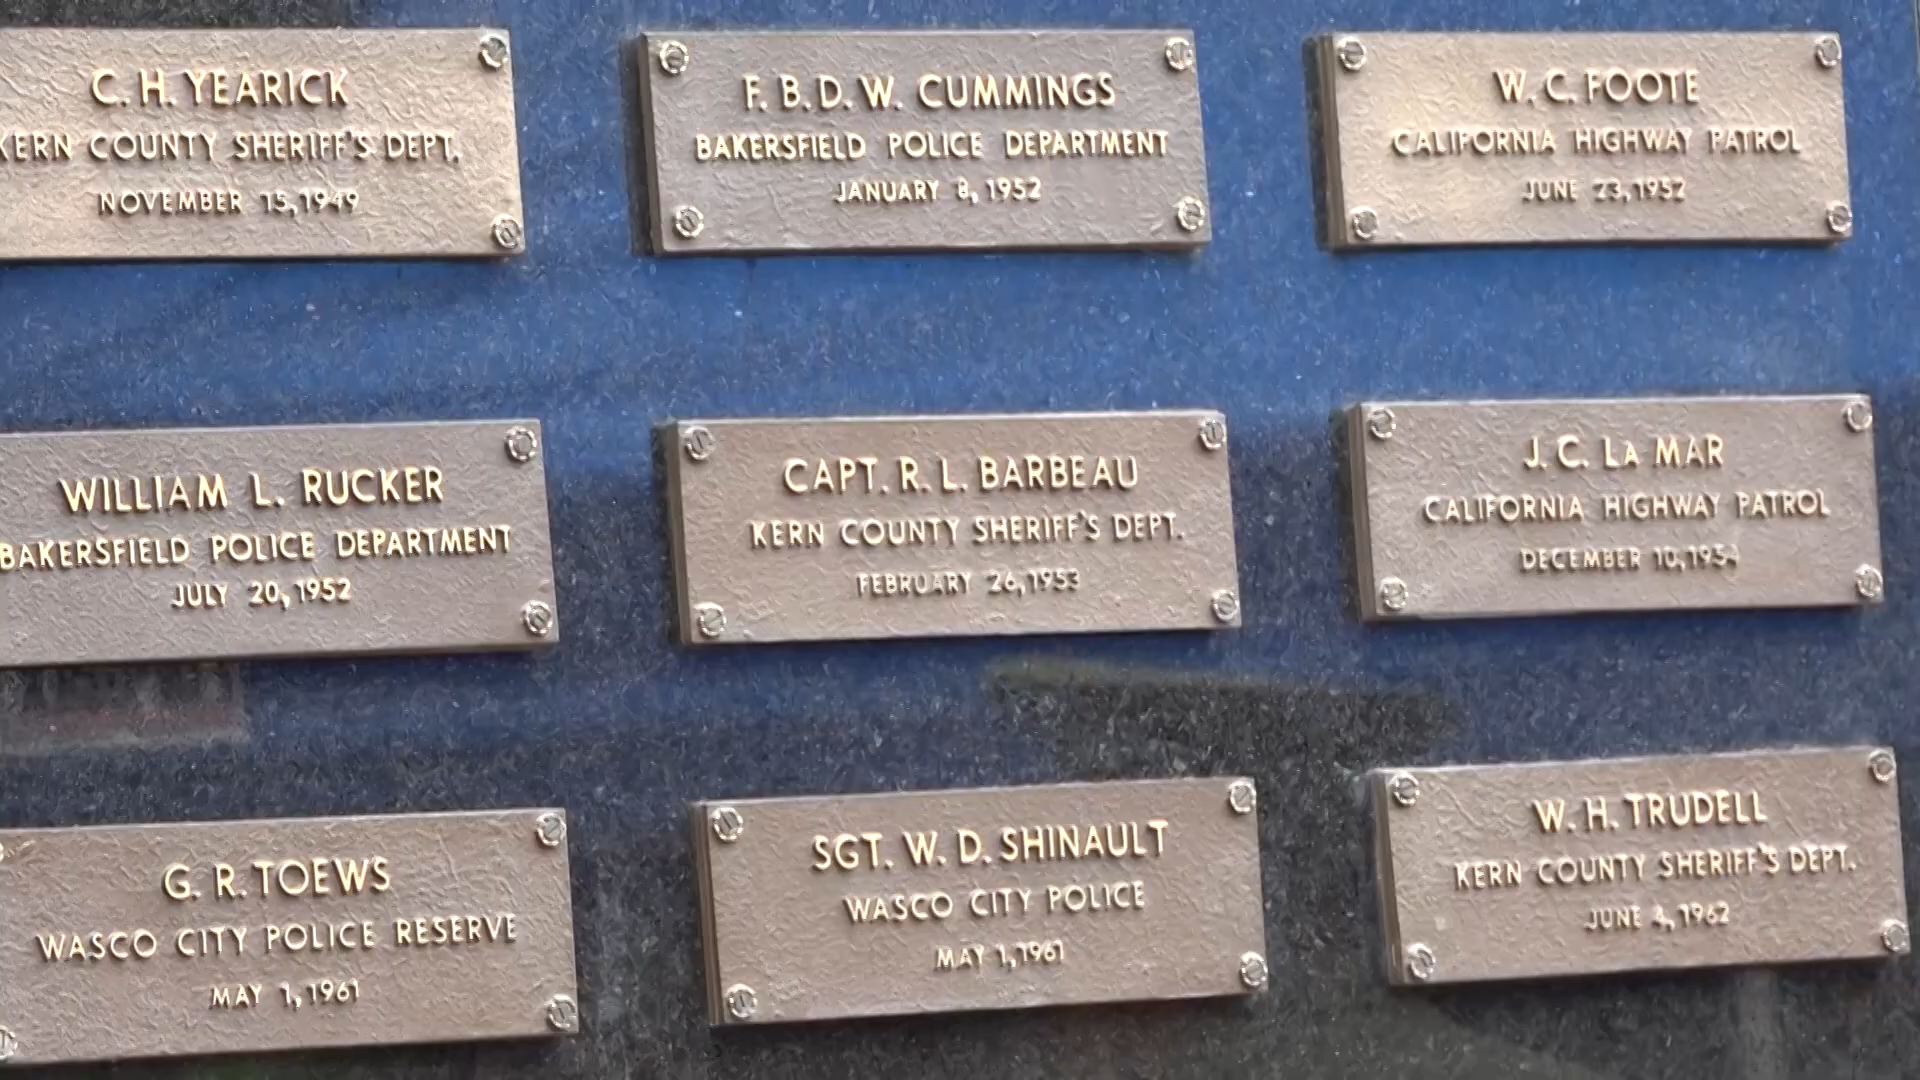 C. H. YEARICK
KERN COUNTY SHERIFF'S DEPT.
NOVEMBER 15, 1949
F. B. D. W. CUMMINGS
BAKERSFIELD POLICE DEPARTMENT
JANUARY 8, 1952
W. C. FOOTE
CALIFORNIA HIGHWAY PATROL
JUNE 23, 1952
WILLIAM L. RUCKER
BAKERSFIELD POLICE DEPARTMENT
JULY 20, 1952
CAPT. R. L. BARBEAU
KERN COUNTY SHERIFF'S DEPT.
FEBRUARY 26, 1953
J. C. LA MAR
CALIFORNIA HIGHWAY PATROL
DECEMBER 10, 1954
G. R. TOEWS
WASCO CITY POLICE RESERVE
MAY 1, 1961
SGT. W. D. SHINAULT
WASCO CITY POLICE
MAY 1, 1961
W. H. TRUDELL
KERN COUNTY SHERIFF'S DEPT.
JUNE 4, 1962